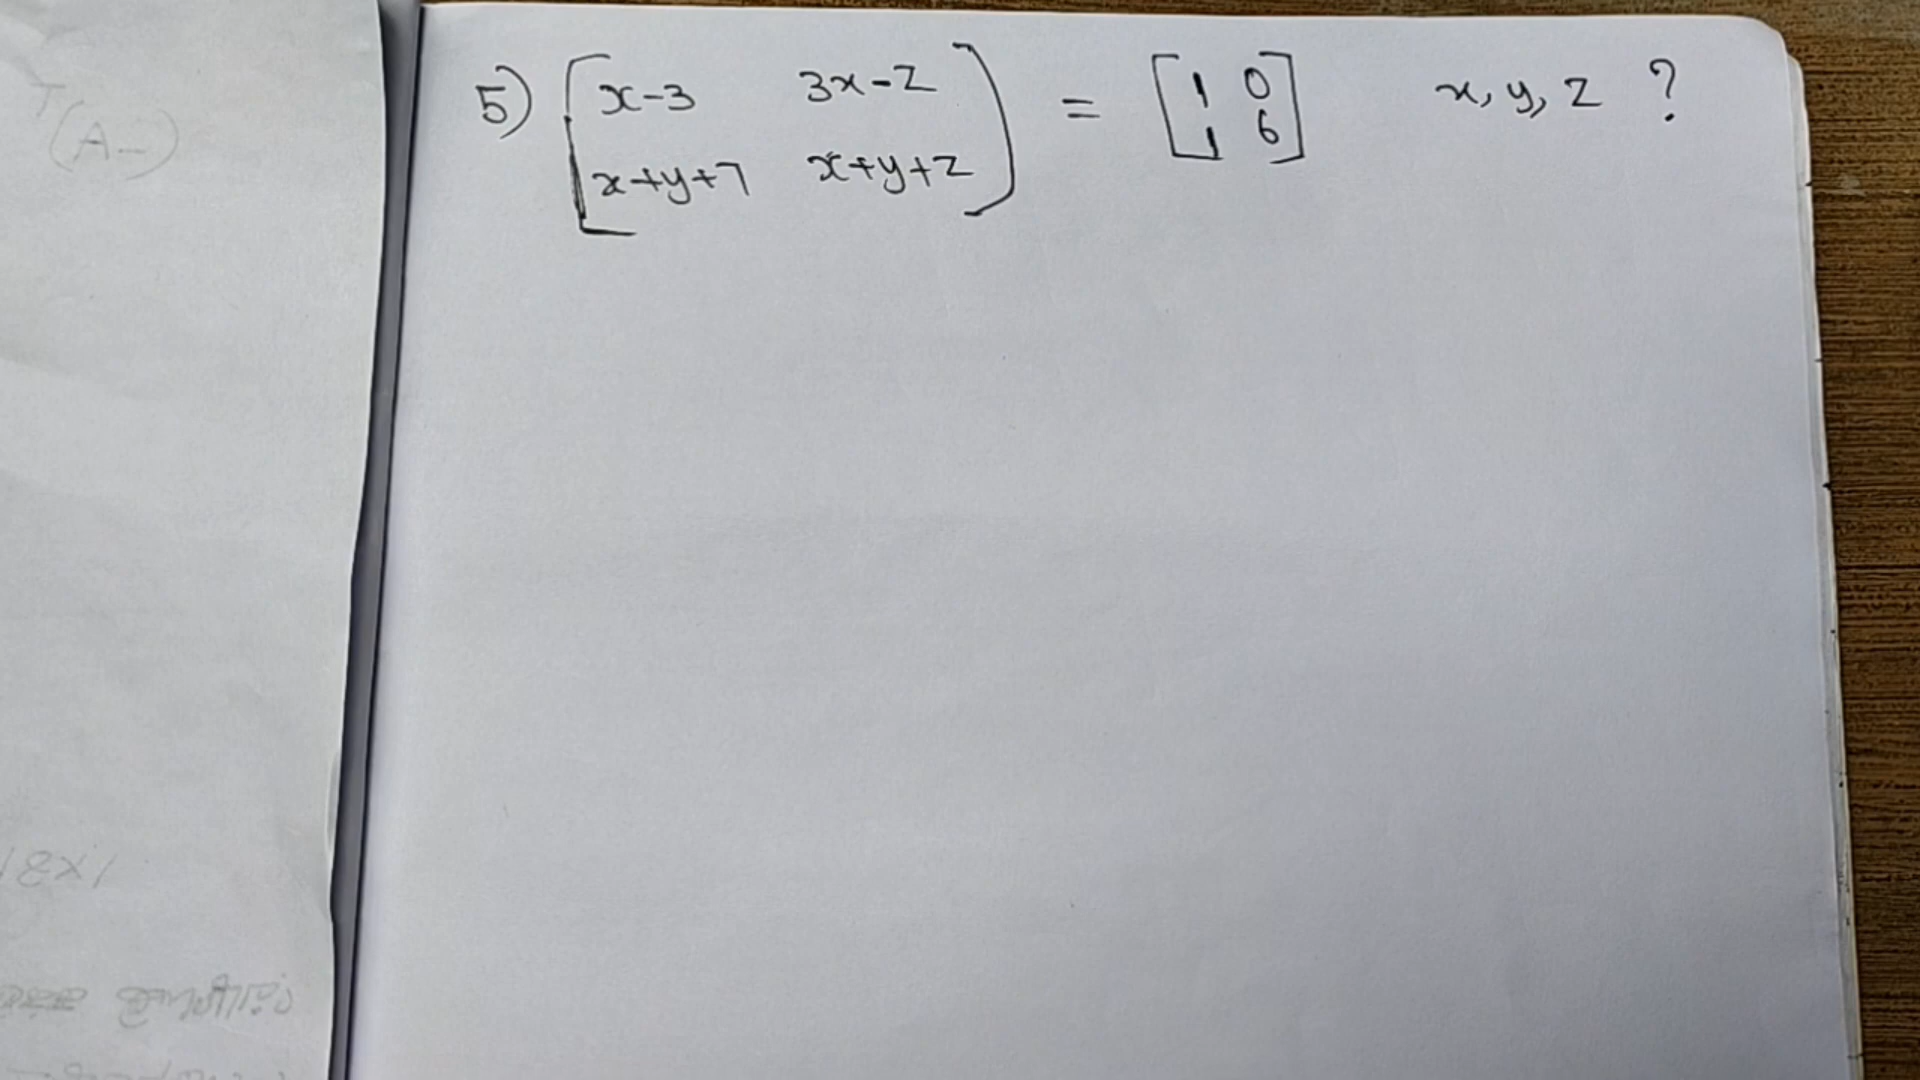 5) [x-3 3x-z
x+y+7 x+y+z] = [1 0
1 6] x, y, z ?